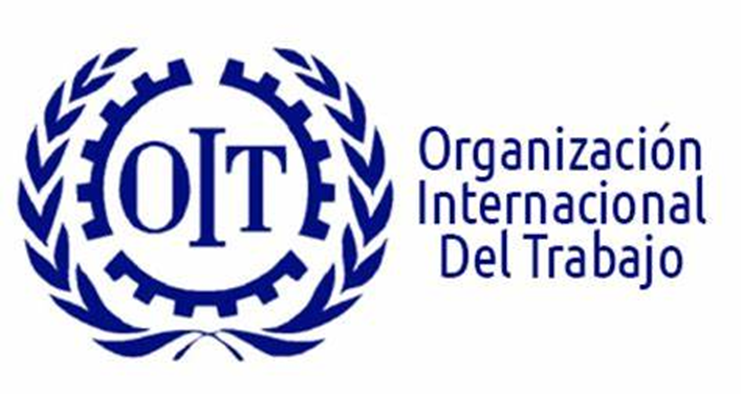 OIT
Organización
Internacional
Del Trabajo